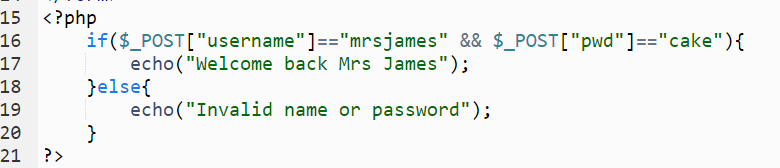 15 <?php
16     if($_POST["username"]=="mrsjames" && $_POST["pwd"]=="cake"){
17         echo("Welcome back Mrs James");
18     }else{
19         echo("Invalid name or password");
20     }
21 ?>